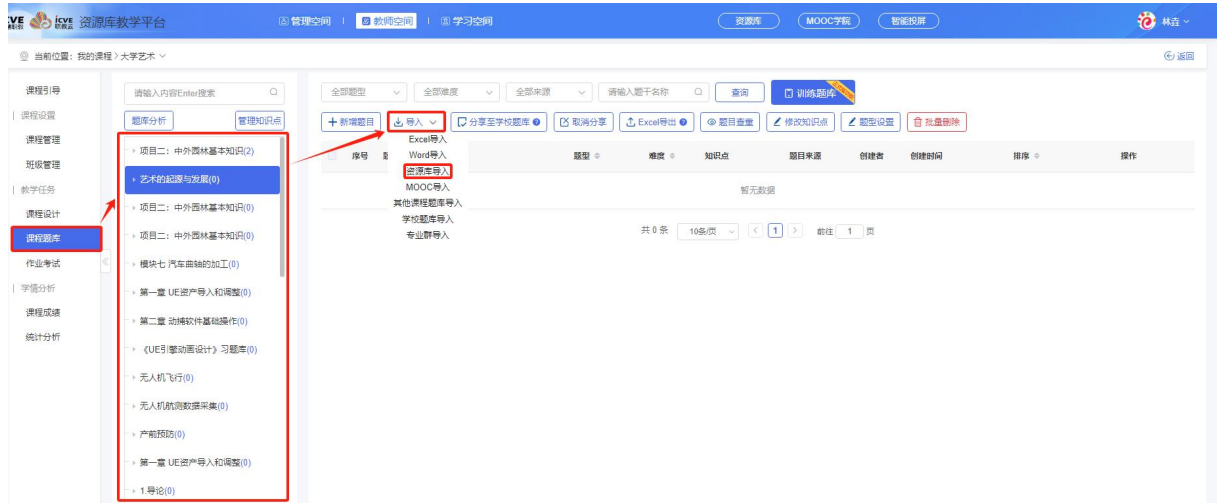 icve 资源库教学平台 管理空间 教师空间 学习空间 资源库 MOOC学院 智能投屏 林垚
当前位置：我的课程>大学艺术 返回
课程引导
课程设置
课程管理
班级管理
教学任务
课程设计
课程题库
作业考试
学情分析
课程成绩
统计分析
请输入内容Enter搜索
题库分析 管理知识点
项目二：中外园林基本知识(2)
艺术的起源与发展(0)
项目二：中外园林基本知识(0)
项目二：中外园林基本知识(0)
模块七 汽车曲轴的加工(0)
第一章 UE资产导入和调整(0)
第二章 动捕软件基础操作(0)
《UE引擎动画设计》习题库(0)
无人机飞行(0)
无人机航测数据采集(0)
产前预防(0)
第一章 UE资产导入和调整(0)
1.导论(0)
全部题型 全部难度 全部来源 请输入题干名称 查询 训练题库
新增题目 导入 分享至学校题库 取消分享 Excel导出 题目查重 修改知识点 题型设置 批量删除
Excel导入
Word导入
资源库导入
MOOC导入
其他课程题库导入
学校题库导入
专业群导入
序号 题型 难度 知识点 题目来源 创建者 创建时间 排序 操作
暂无数据
共 0 条 10条/页 < 1 > 前往 1 页